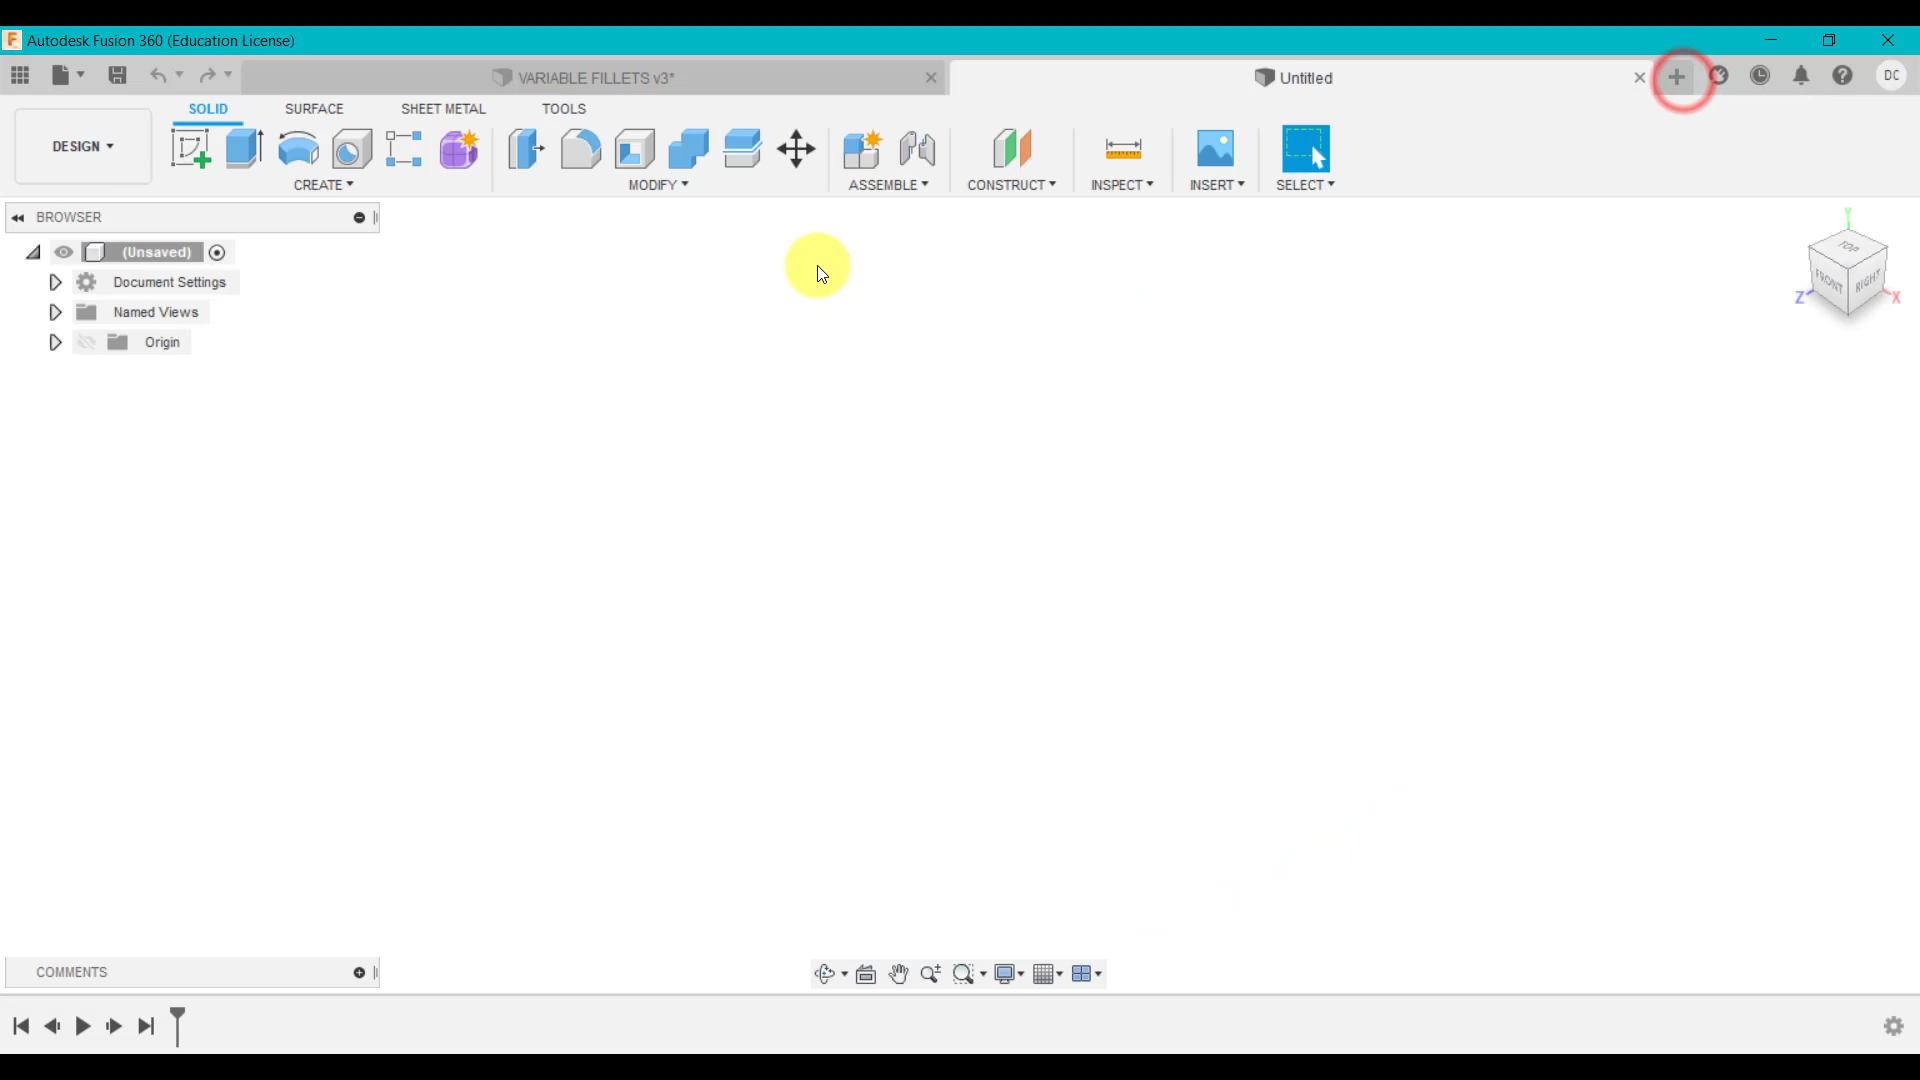 Autodesk Fusion 360 (Education License)
VARIABLE FILLETS v3*
Untitled
DC
SOLID
SURFACE
SHEET METAL
TOOLS
DESIGN
CREATE
MODIFY
ASSEMBLE
CONSTRUCT
INSPECT
INSERT
SELECT
BROWSER
(Unsaved)
Document Settings
Named Views
Origin
Y
TOP
FRONT
RIGHT
Z
X
COMMENTS